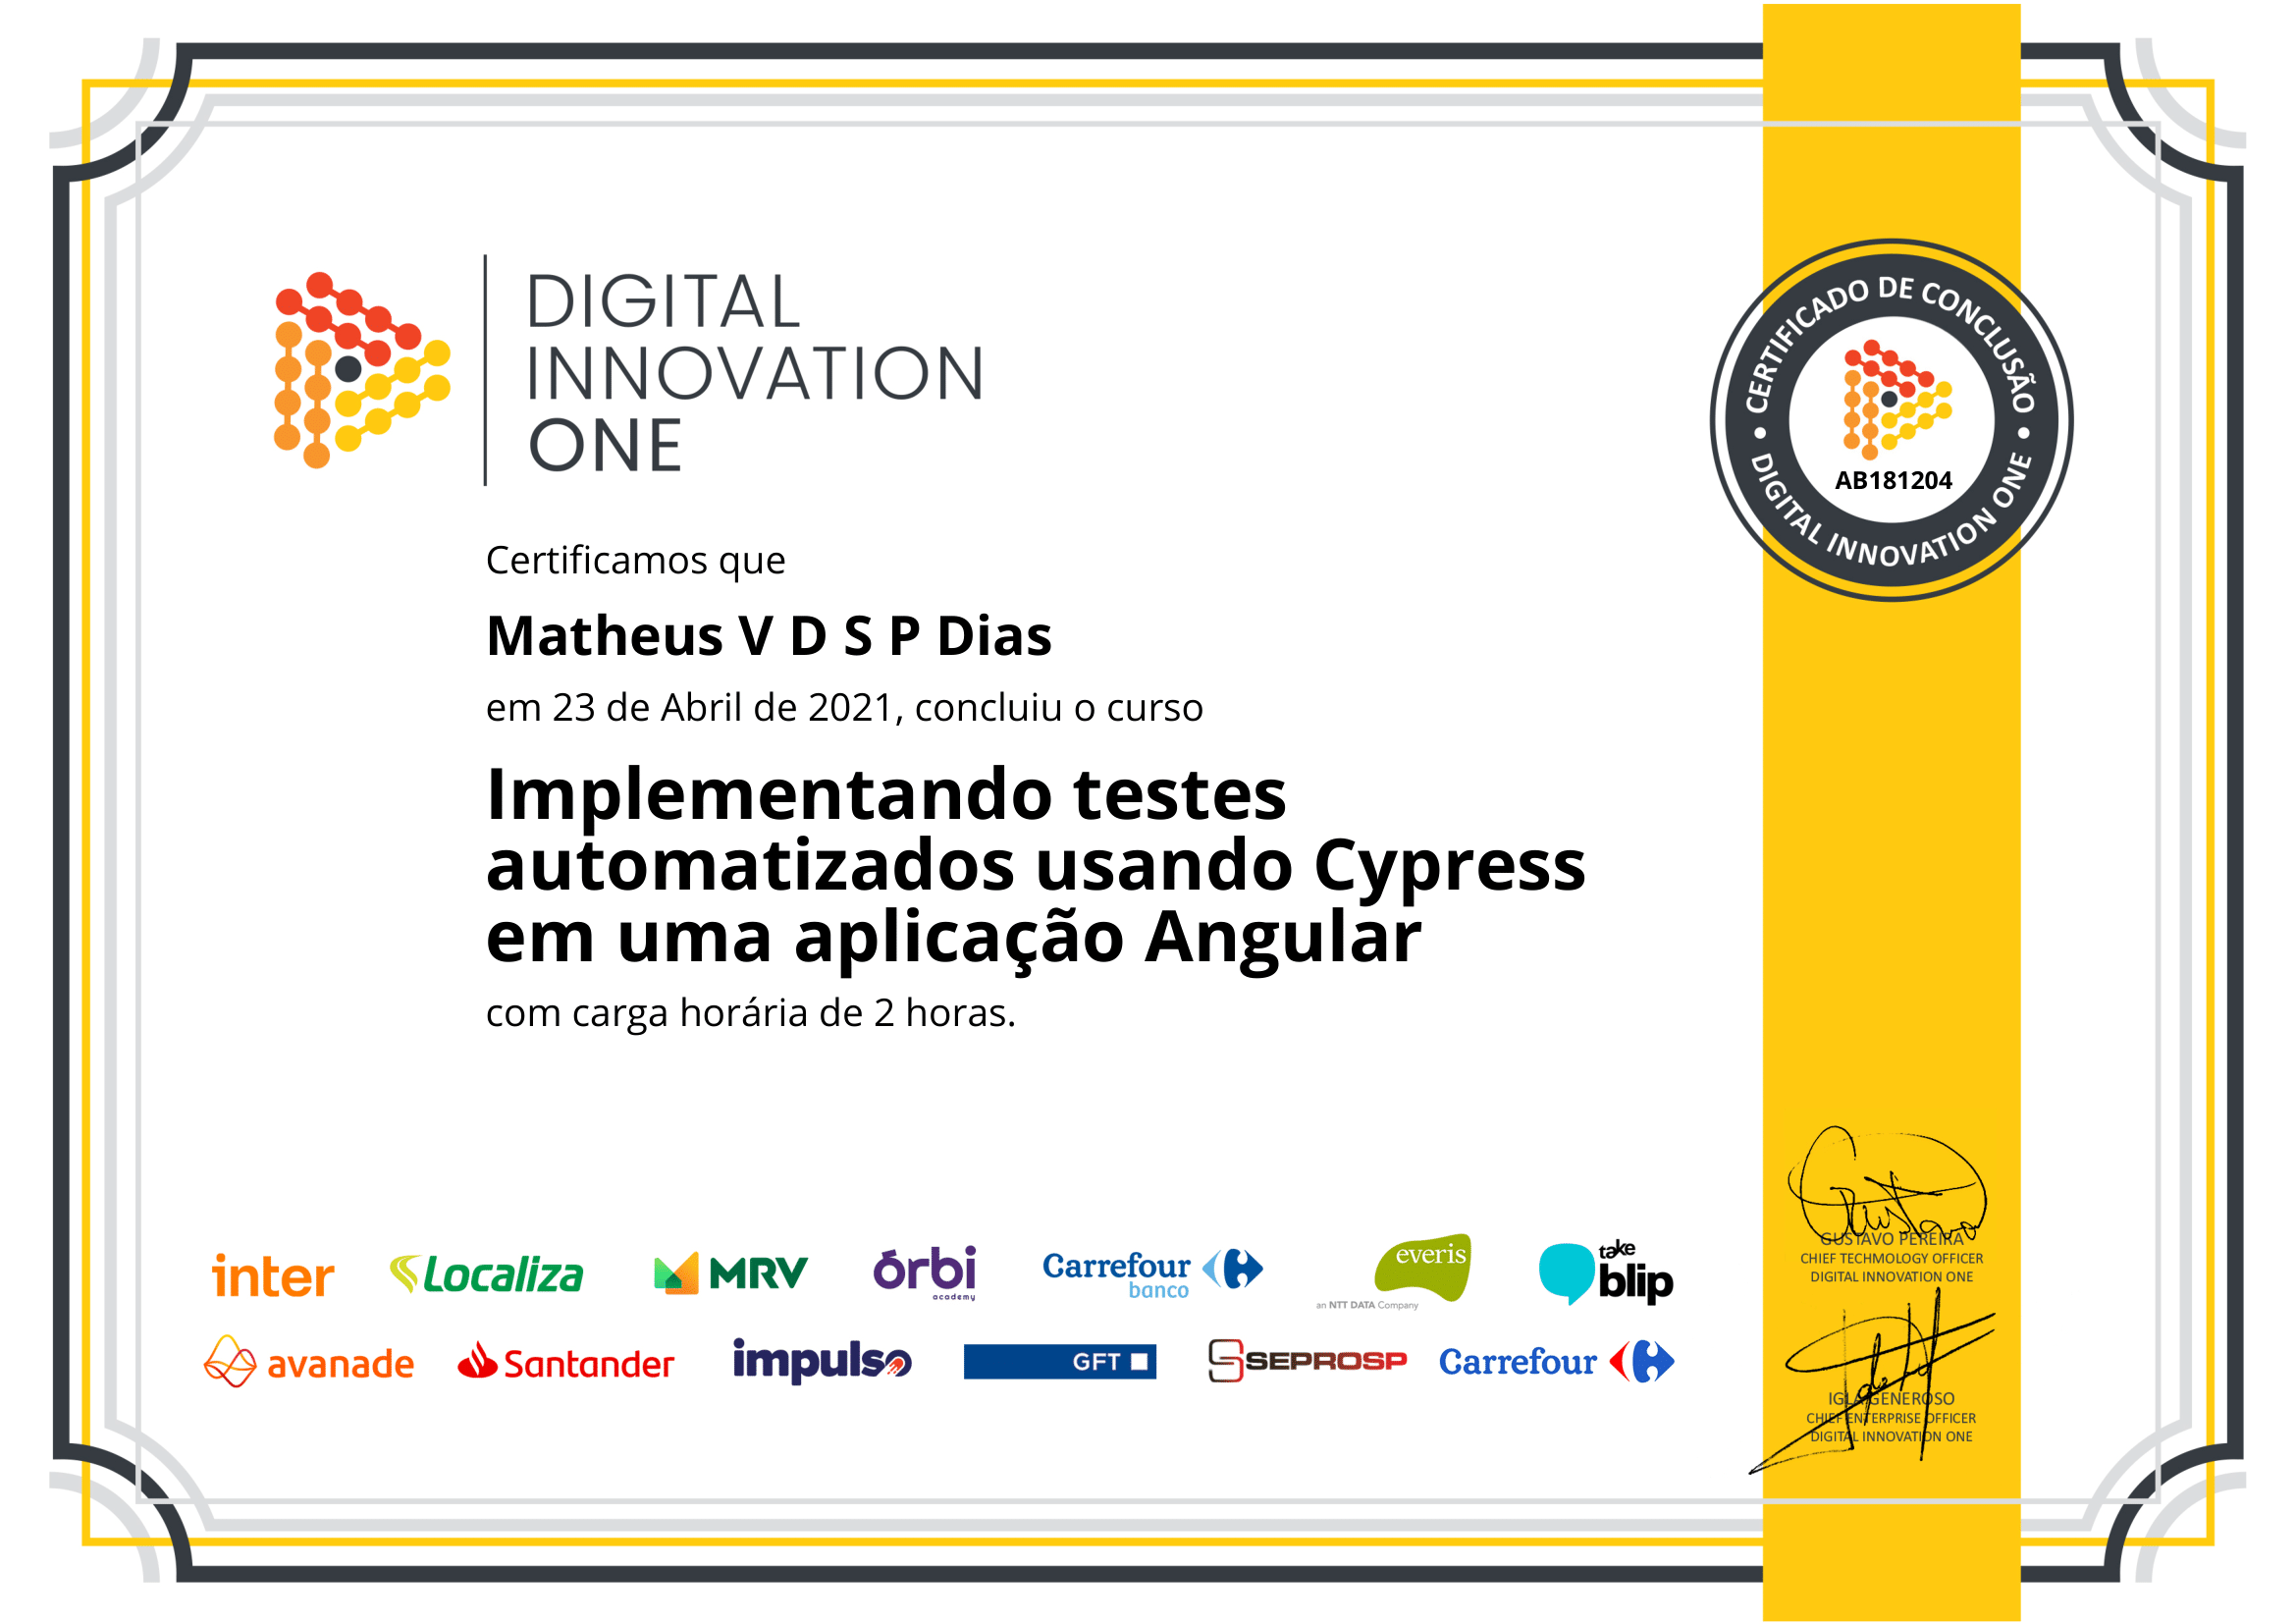 DIGITAL
INNOVATION
ONE
CERTIFICADO DE CONCLUSÃO
AB181204
DIGITAL INNOVATION ONE
Certificamos que
Matheus V D S P Dias
em 23 de Abril de 2021, concluiu o curso
Implementando testes
automatizados usando Cypress
em uma aplicação Angular
com carga horária de 2 horas.
Gustavo
GUSTAVO PEREIRA
CHIEF TECHMOLOGY OFFICER
DIGITAL INNOVATION ONE
inter
Localiza
MRV
órbi
academy
Carrefour
banco
everis
an NTT DATA Company
take
blip
avanade
Santander
impulso
GFT
SEPROSP
Carrefour
IGLA GENEROSO
CHIEF ENTERPRISE OFFICER
DIGITAL INNOVATION ONE